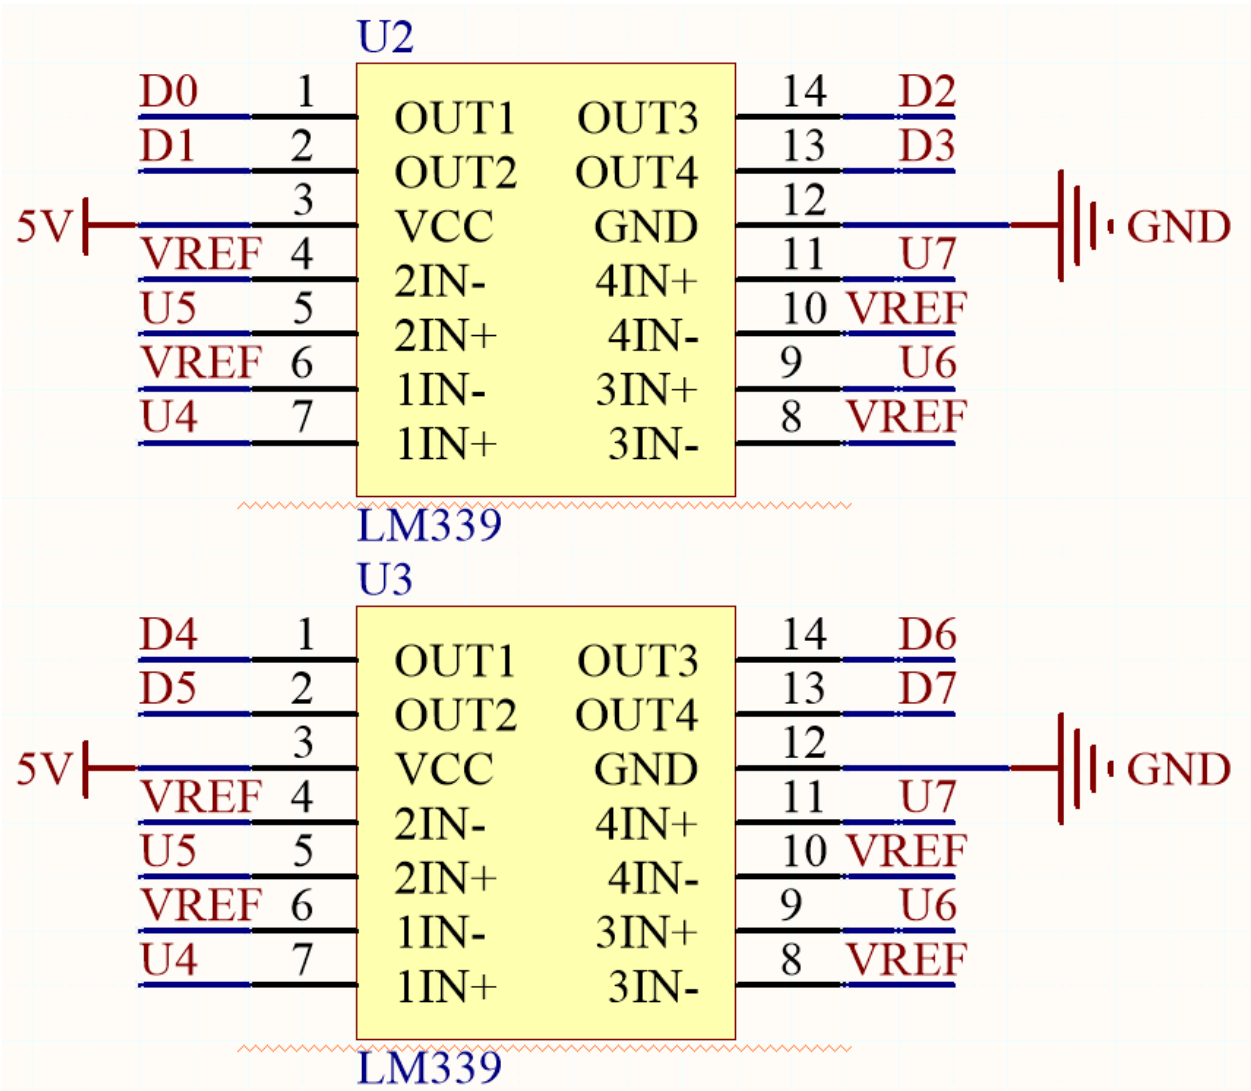 U2
D0 1 OUT1 OUT3 14 D2
D1 2 OUT2 OUT4 13 D3
5V 3 VCC GND 12 GND
VREF 4 2IN- 4IN+ 11 U7
U5 5 2IN+ 4IN- 10 VREF
VREF 6 1IN- 3IN+ 9 U6
U4 7 1IN+ 3IN- 8 VREF
LM339
U3
D4 1 OUT1 OUT3 14 D6
D5 2 OUT2 OUT4 13 D7
5V 3 VCC GND 12 GND
VREF 4 2IN- 4IN+ 11 U7
U5 5 2IN+ 4IN- 10 VREF
VREF 6 1IN- 3IN+ 9 U6
U4 7 1IN+ 3IN- 8 VREF
LM339